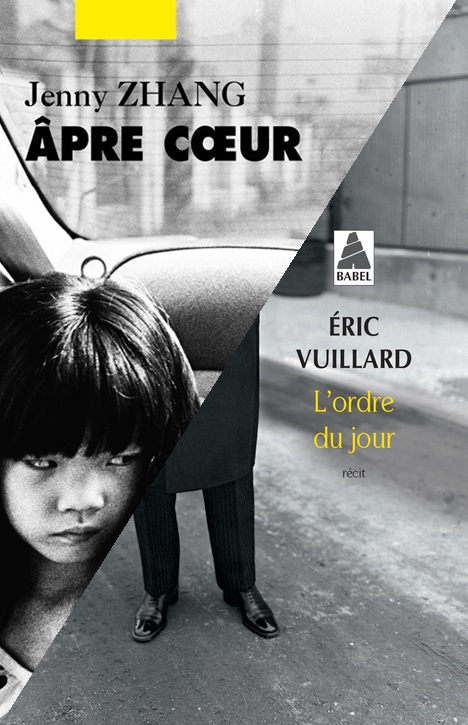 Jenny ZHANG
ÂPRE CŒUR
BABEL
ÉRIC
VUILLARD
L'ordre
du jour
récit